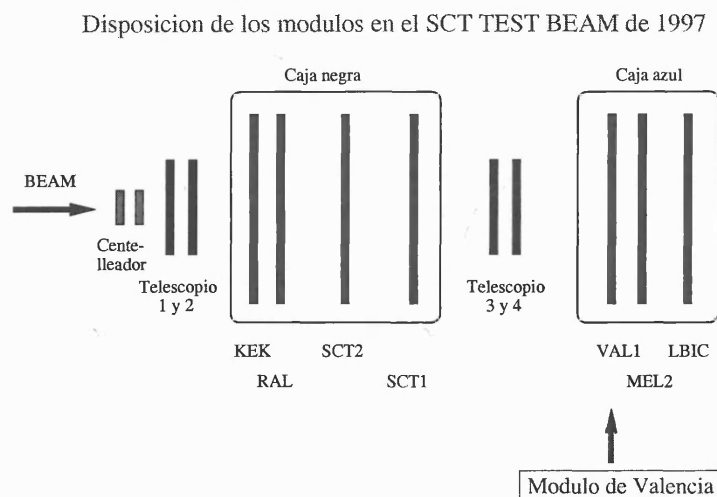 Disposicion de los modulos en el SCT TEST BEAM de 1997
Caja negra
Caja azul
BEAM
Cente-
lleador
Telescopio
1 y 2
Telescopio
3 y 4
KEK
SCT2
VAL1
LBIC
RAL
SCT1
MEL2
Modulo de Valencia